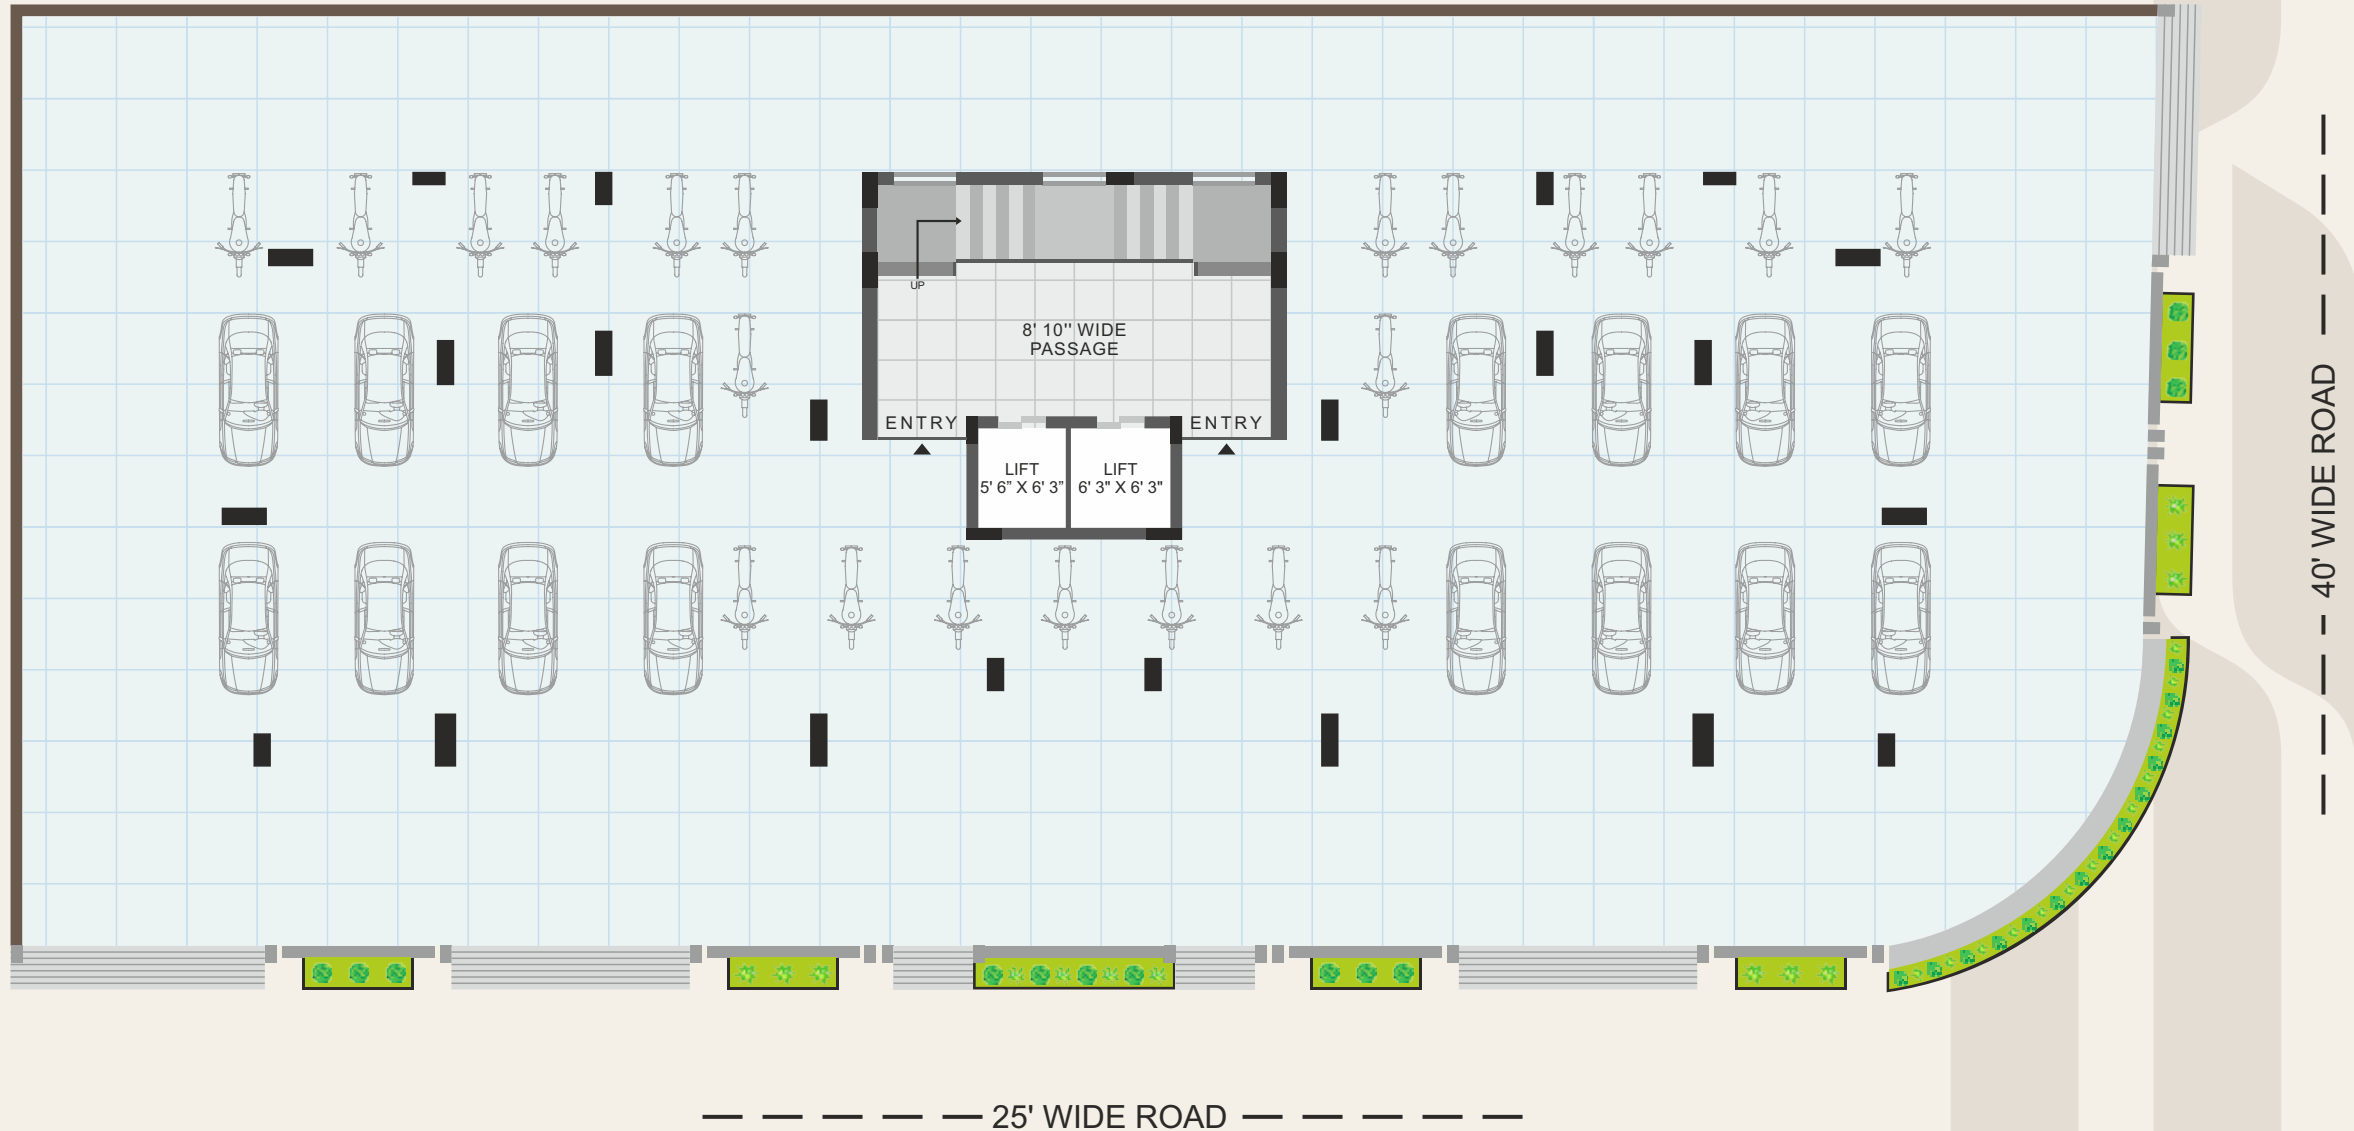 UP
8' 10'' WIDE
PASSAGE
ENTRY
ENTRY
LIFT
5' 6” X 6' 3”
LIFT
6' 3" X 6' 3"
40' WIDE ROAD
25' WIDE ROAD